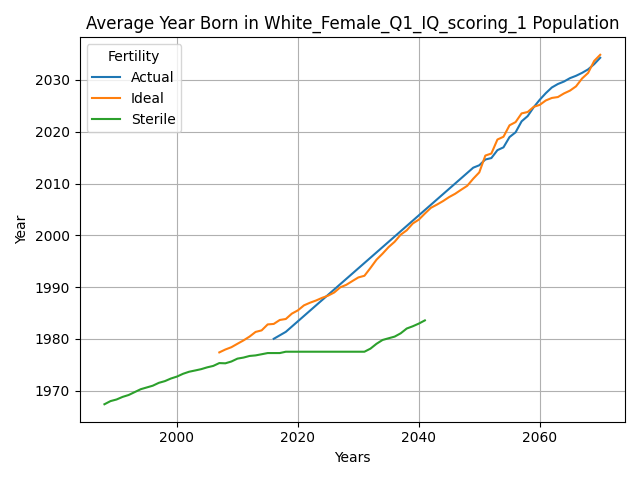 Average Year Born in White_Female_Q1_IQ_scoring_1 Population
Fertility
Actual
Ideal
Sterile
2030
2020
2010
2000
1990
1980
1970
Year
2000
2020
2040
2060
Years